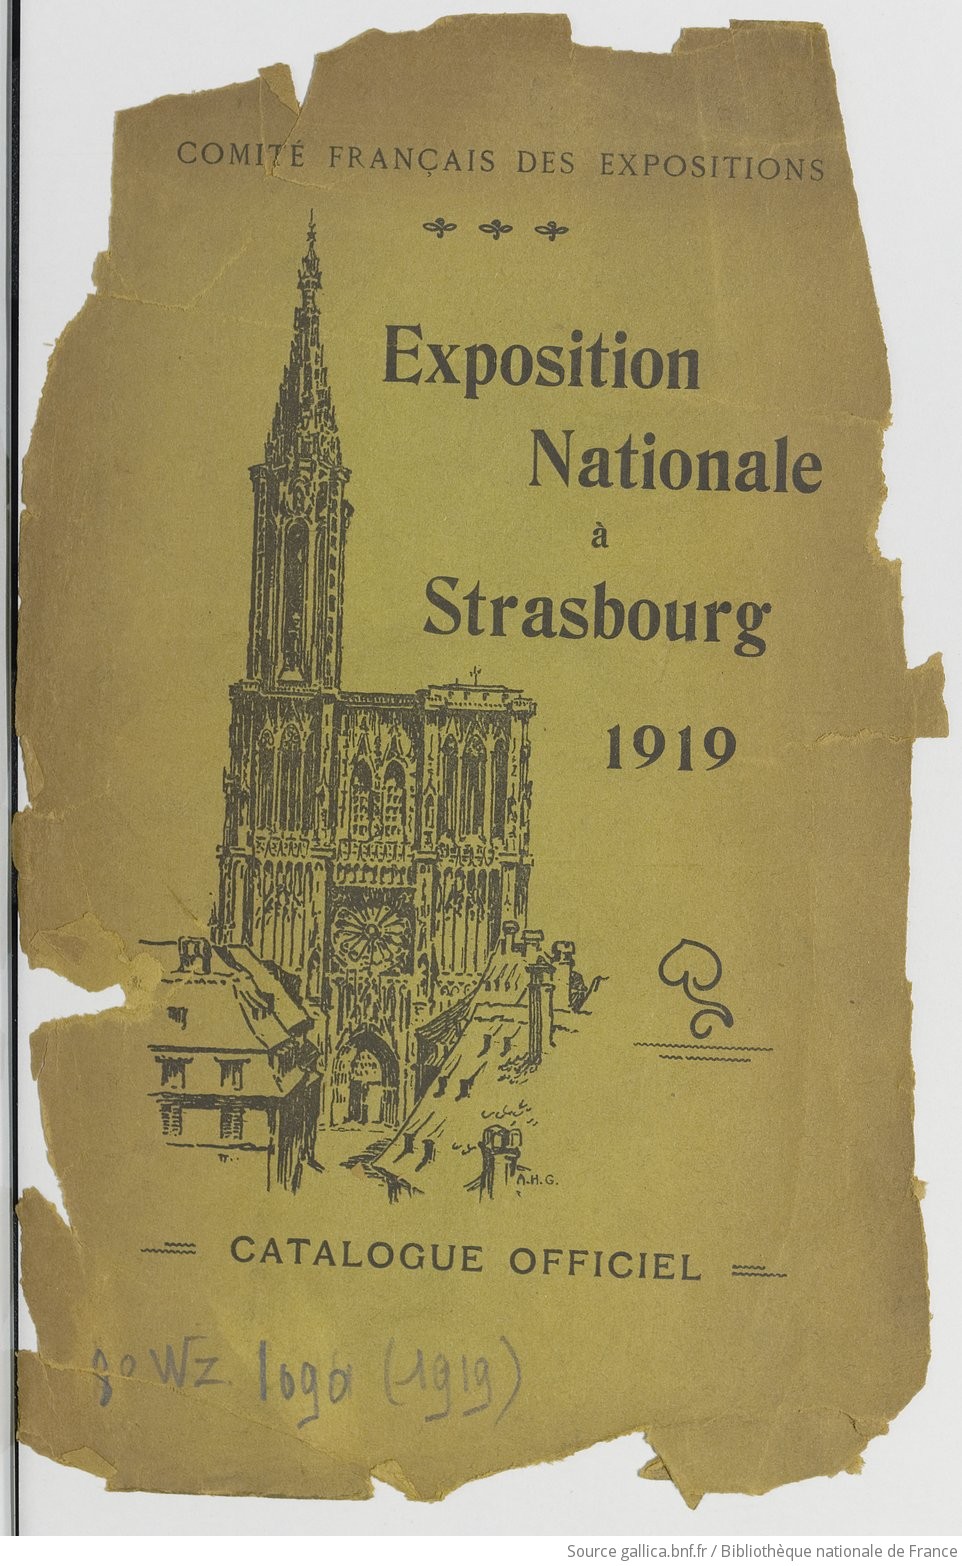 COMITÉ FRANÇAIS DES EXPOSITIONS
Exposition
Nationale
à
Strasbourg
1919
A.H.G.
CATALOGUE OFFICIEL
8º Wz 1090 (1919)
Source gallica.bnf.fr / Bibliothèque nationale de France